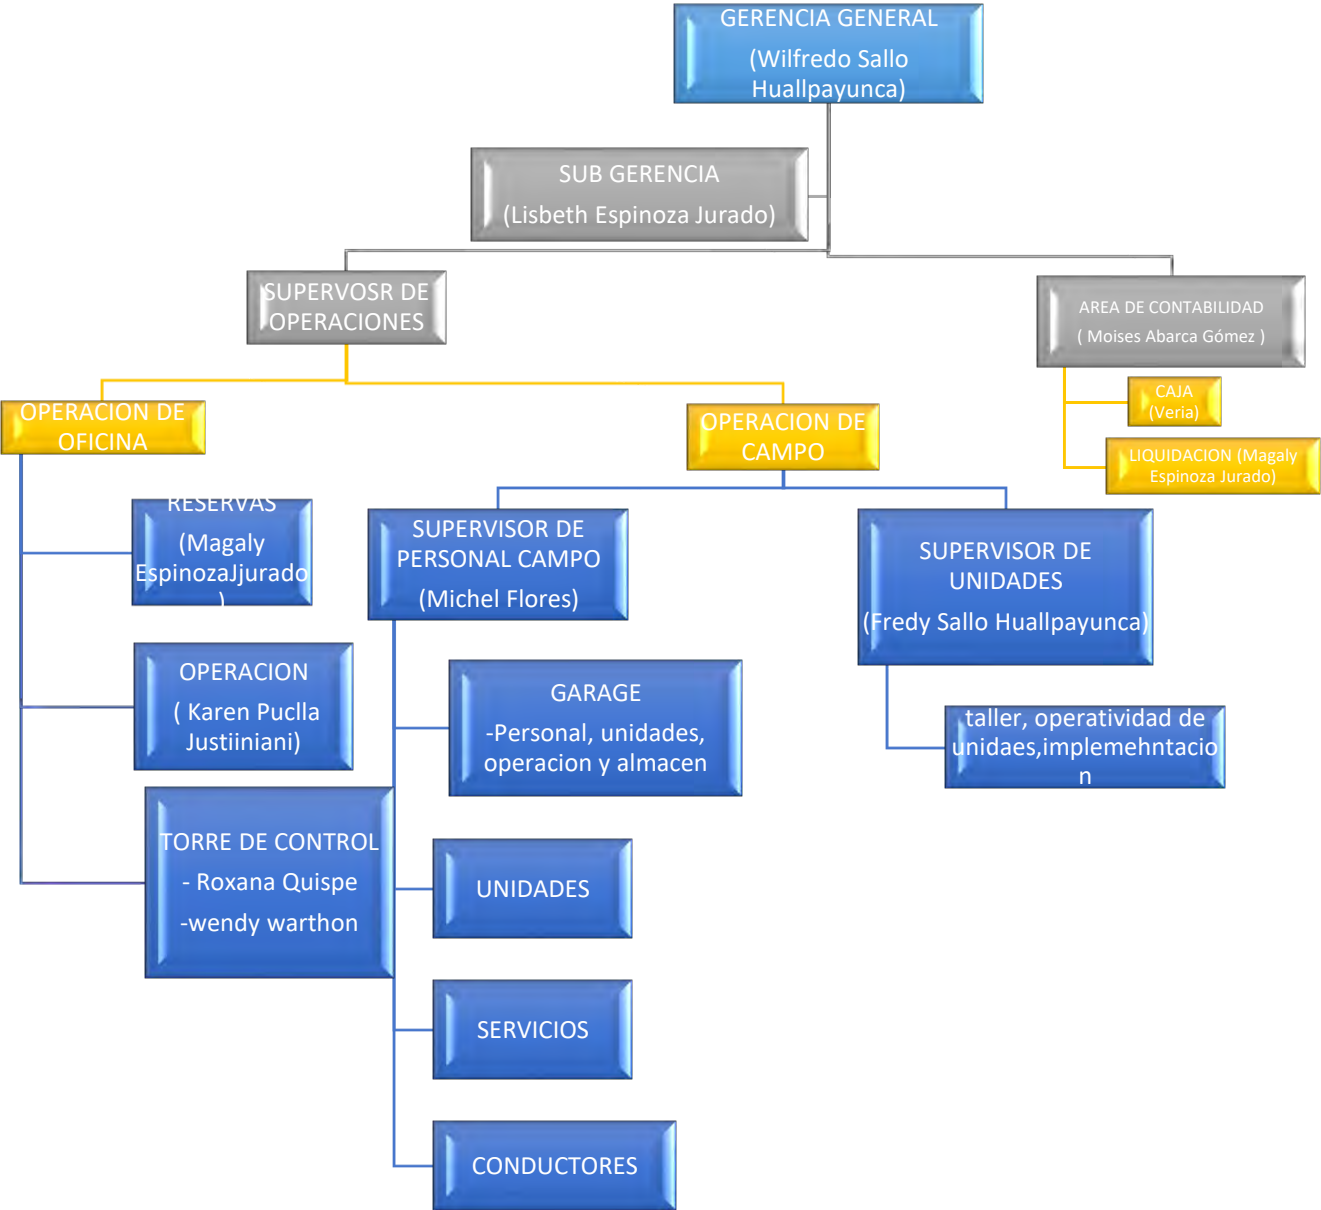 GERENCIA GENERAL
(Wilfredo Sallo
Huallpayunca)
SUB GERENCIA
(Lisbeth Espinoza Jurado)
SUPERVOSR DE
OPERACIONES
AREA DE CONTABILIDAD
( Moises Abarca Gómez )
CAJA
(Veria)
LIQUIDACION (Magaly
Espinoza Jurado)
OPERACION DE
OFICINA
OPERACION DE
CAMPO
RESERVAS
(Magaly
EspinozaJjurado
)
OPERACION
( Karen Puclla
Justiiniani)
TORRE DE CONTROL
- Roxana Quispe
-wendy warthon
SUPERVISOR DE
PERSONAL CAMPO
(Michel Flores)
GARAGE
-Personal, unidades,
operacion y almacen
UNIDADES
SERVICIOS
CONDUCTORES
SUPERVISOR DE
UNIDADES
(Fredy Sallo Huallpayunca)
taller, operatividad de
unidaes,implemehntacio
n